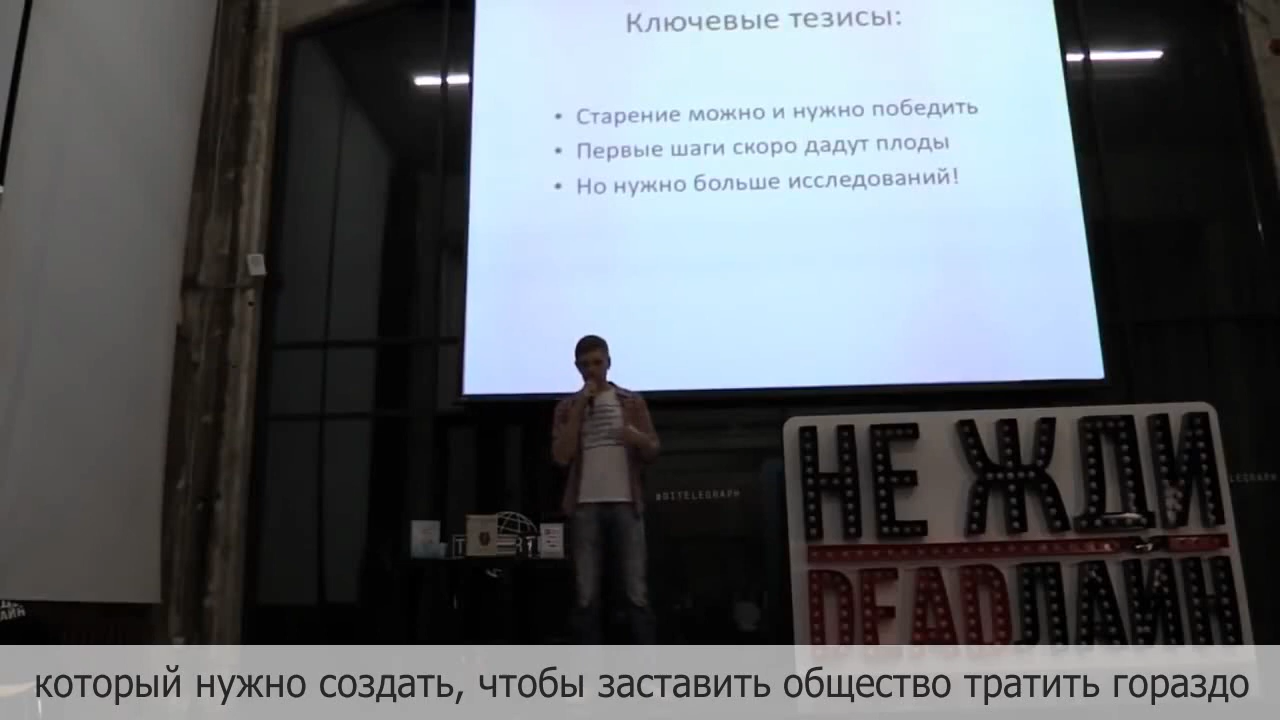 Ключевые тезисы:
• Старение можно и нужно победить
• Первые шаги скоро дадут плоды
• Но нужно больше исследований!
НЕ ЖДИ
DEADЛАЙН
#DITELEGRAPH
который нужно создать, чтобы заставить общество тратить гораздо